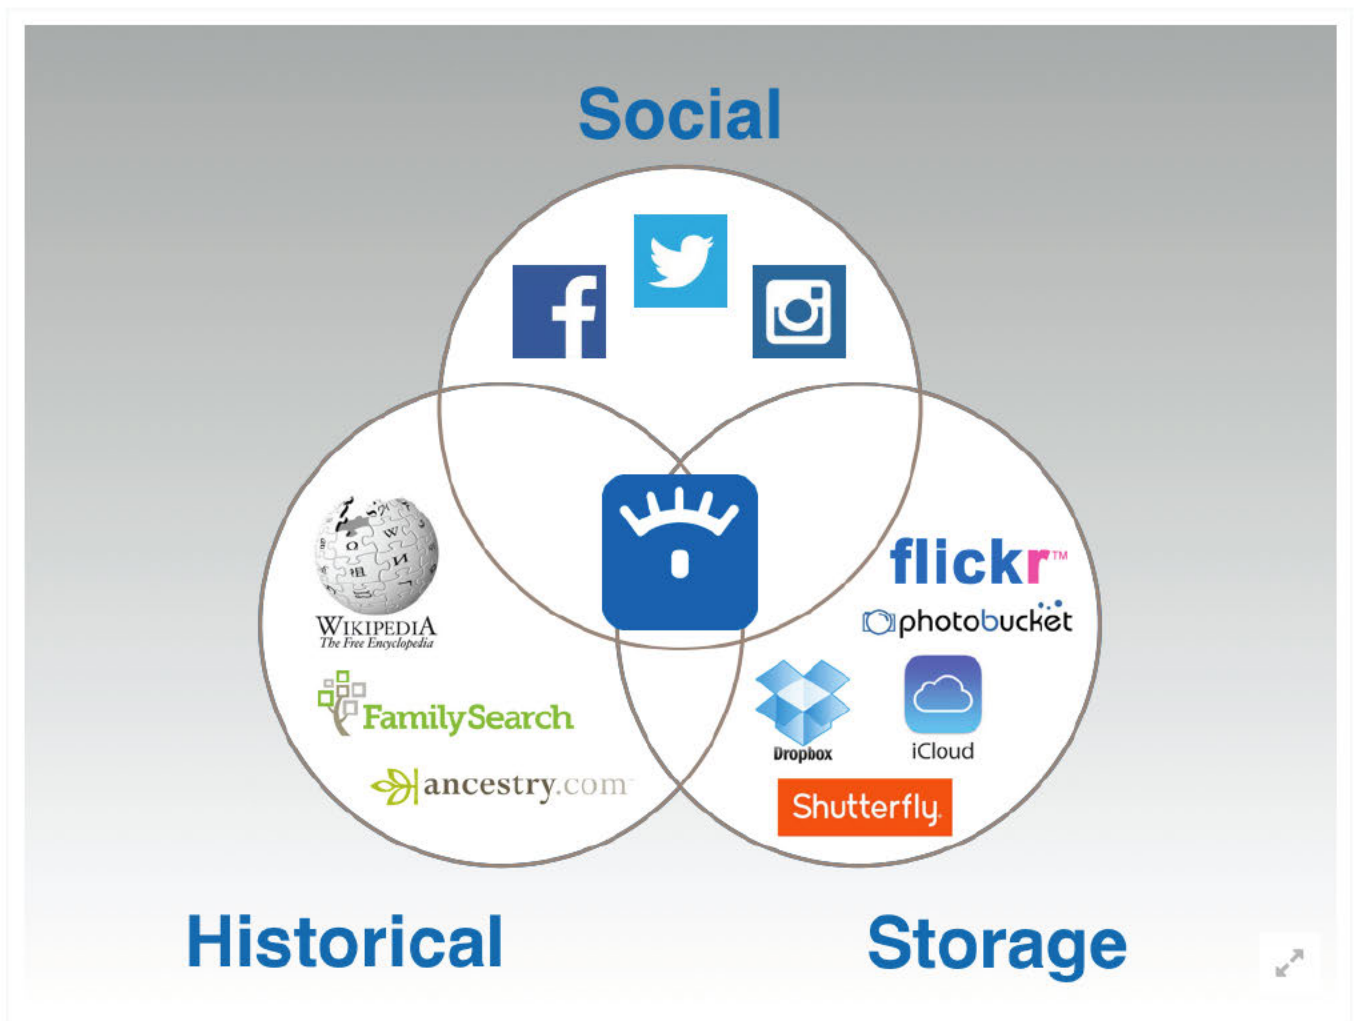 Social
f
WIKIPEDIA
The Free Encyclopedia
FamilySearch
ancestry.com
flickr™
photobucket
Dropbox
iCloud
Shutterfly.
Historical
Storage